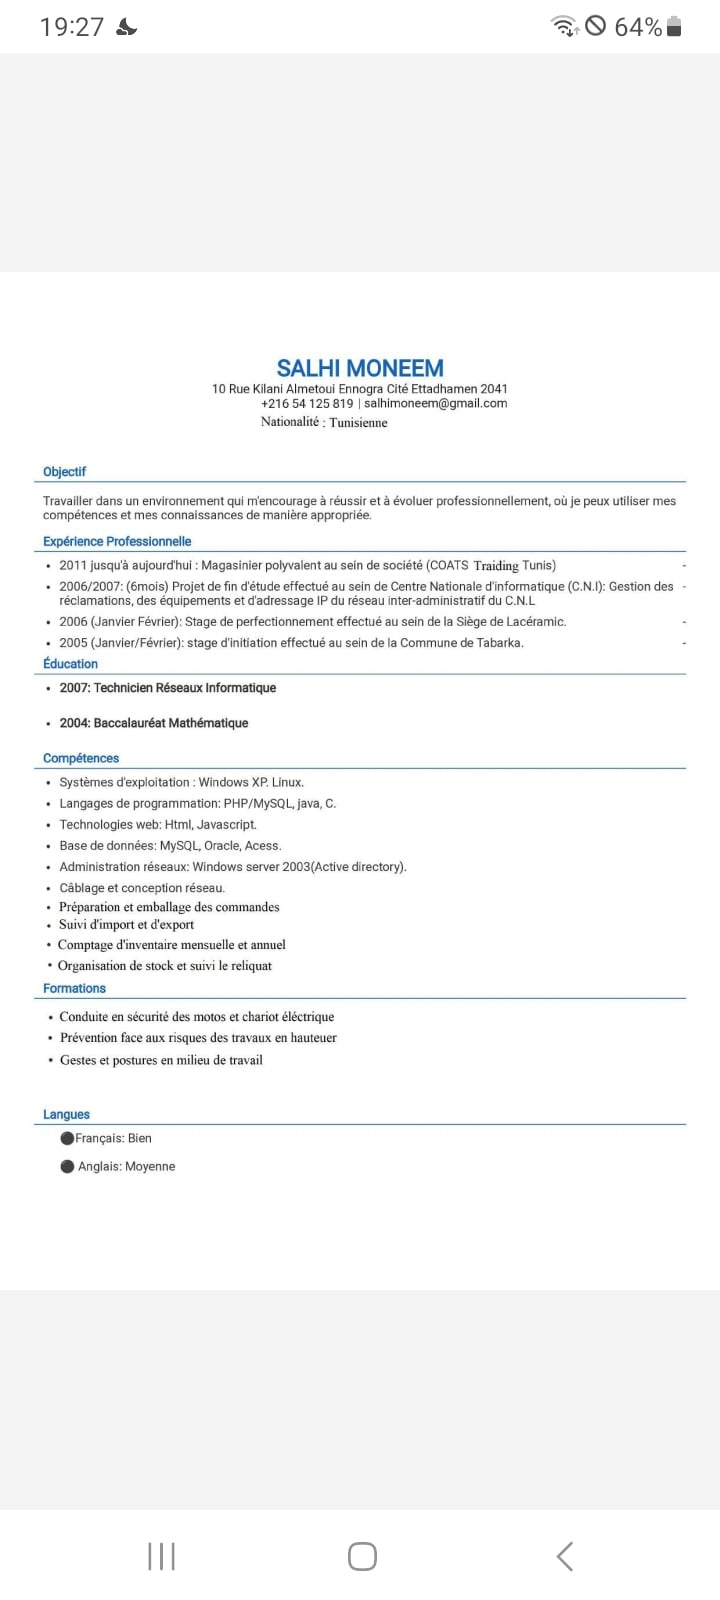 19:27
64%
SALHI MONEEM
10 Rue Kilani Almetoui Ennogra Cité Ettadhamen 2041
+216 54 125 819 | salhimoneem@gmail.com
Nationalité : Tunisienne
Objectif
Travailler dans un environnement qui m'encourage à réussir et à évoluer professionnellement, où je peux utiliser mes
compétences et mes connaissances de manière appropriée.
Expérience Professionnelle
• 2011 jusqu'à aujourd'hui : Magasinier polyvalent au sein de société (COATS Traiding Tunis) -
• 2006/2007: (6mois) Projet de fin d'étude effectué au sein de Centre Nationale d'informatique (C.N.I): Gestion des -
réclamations, des équipements et d'adressage IP du réseau inter-administratif du C.N.L
• 2006 (Janvier Février): Stage de perfectionnement effectué au sein de la Siège de Lacéramic. -
• 2005 (Janvier/Février): stage d'initiation effectué au sein de la Commune de Tabarka. -
Éducation
• 2007: Technicien Réseaux Informatique
• 2004: Baccalauréat Mathématique
Compétences
• Systèmes d'exploitation : Windows XP. Linux.
• Langages de programmation: PHP/MySQL, java, C.
• Technologies web: Html, Javascript.
• Base de données: MySQL, Oracle, Acess.
• Administration réseaux: Windows server 2003(Active directory).
• Câblage et conception réseau.
• Préparation et emballage des commandes
• Suivi d'import et d'export
• Comptage d'inventaire mensuelle et annuel
• Organisation de stock et suivi le reliquat
Formations
• Conduite en sécurité des motos et chariot éléctrique
• Prévention face aux risques des travaux en hauteuer
• Gestes et postures en milieu de travail
Langues
● Français: Bien
● Anglais: Moyenne